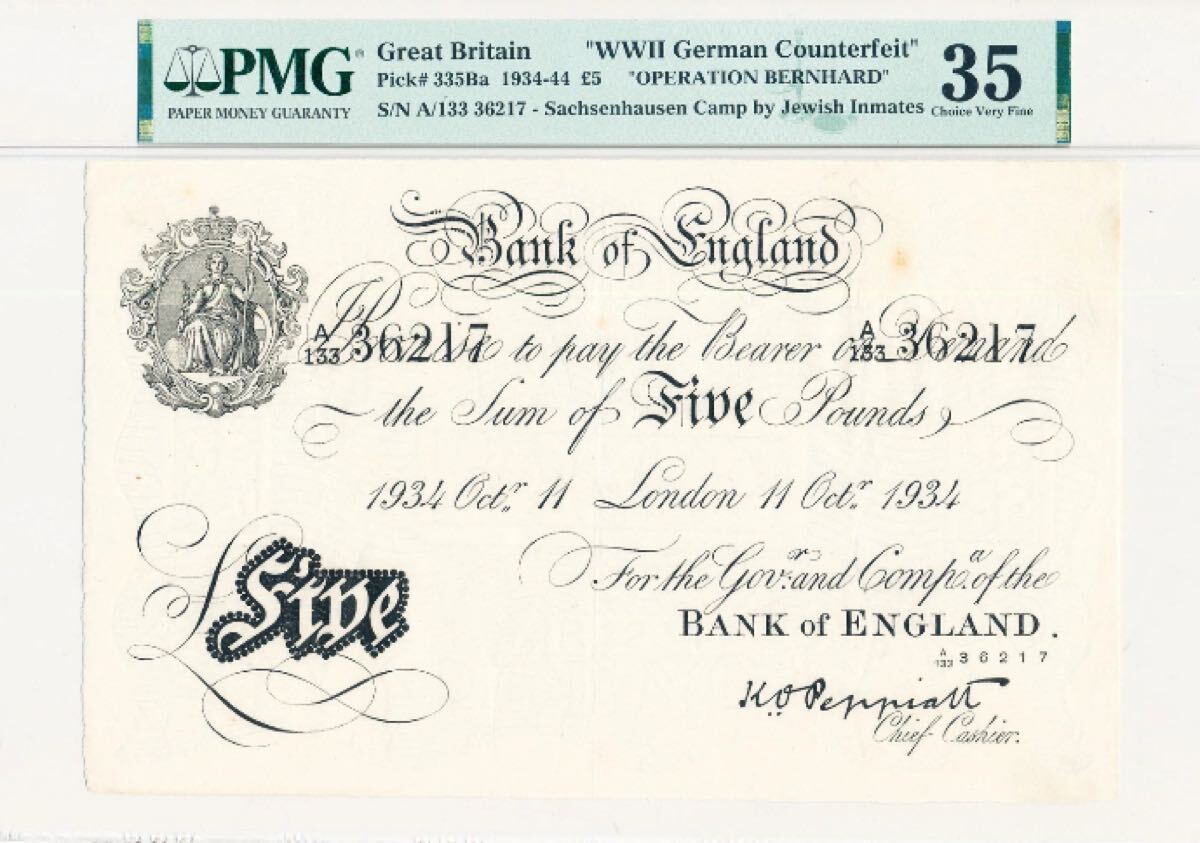 PMG®
PAPER MONEY GUARANTY
Great Britain "WWII German Counterfeit"
Pick# 335Ba 1934-44 £5 "OPERATION BERNHARD"
S/N A/133 36217 - Sachsenhausen Camp by Jewish Inmates
35
Choice Very Fine
Bank of England
A/133 36217 A/133 36217
I Promise to pay the Bearer on Demand
the Sum of Five Pounds
1934 Octr. 11 London 11 Octr. 1934
For the Govr. and Compa. of the
BANK of ENGLAND.
A/133 36217
K.O. Peppiatt
Chief Cashier.
£Five